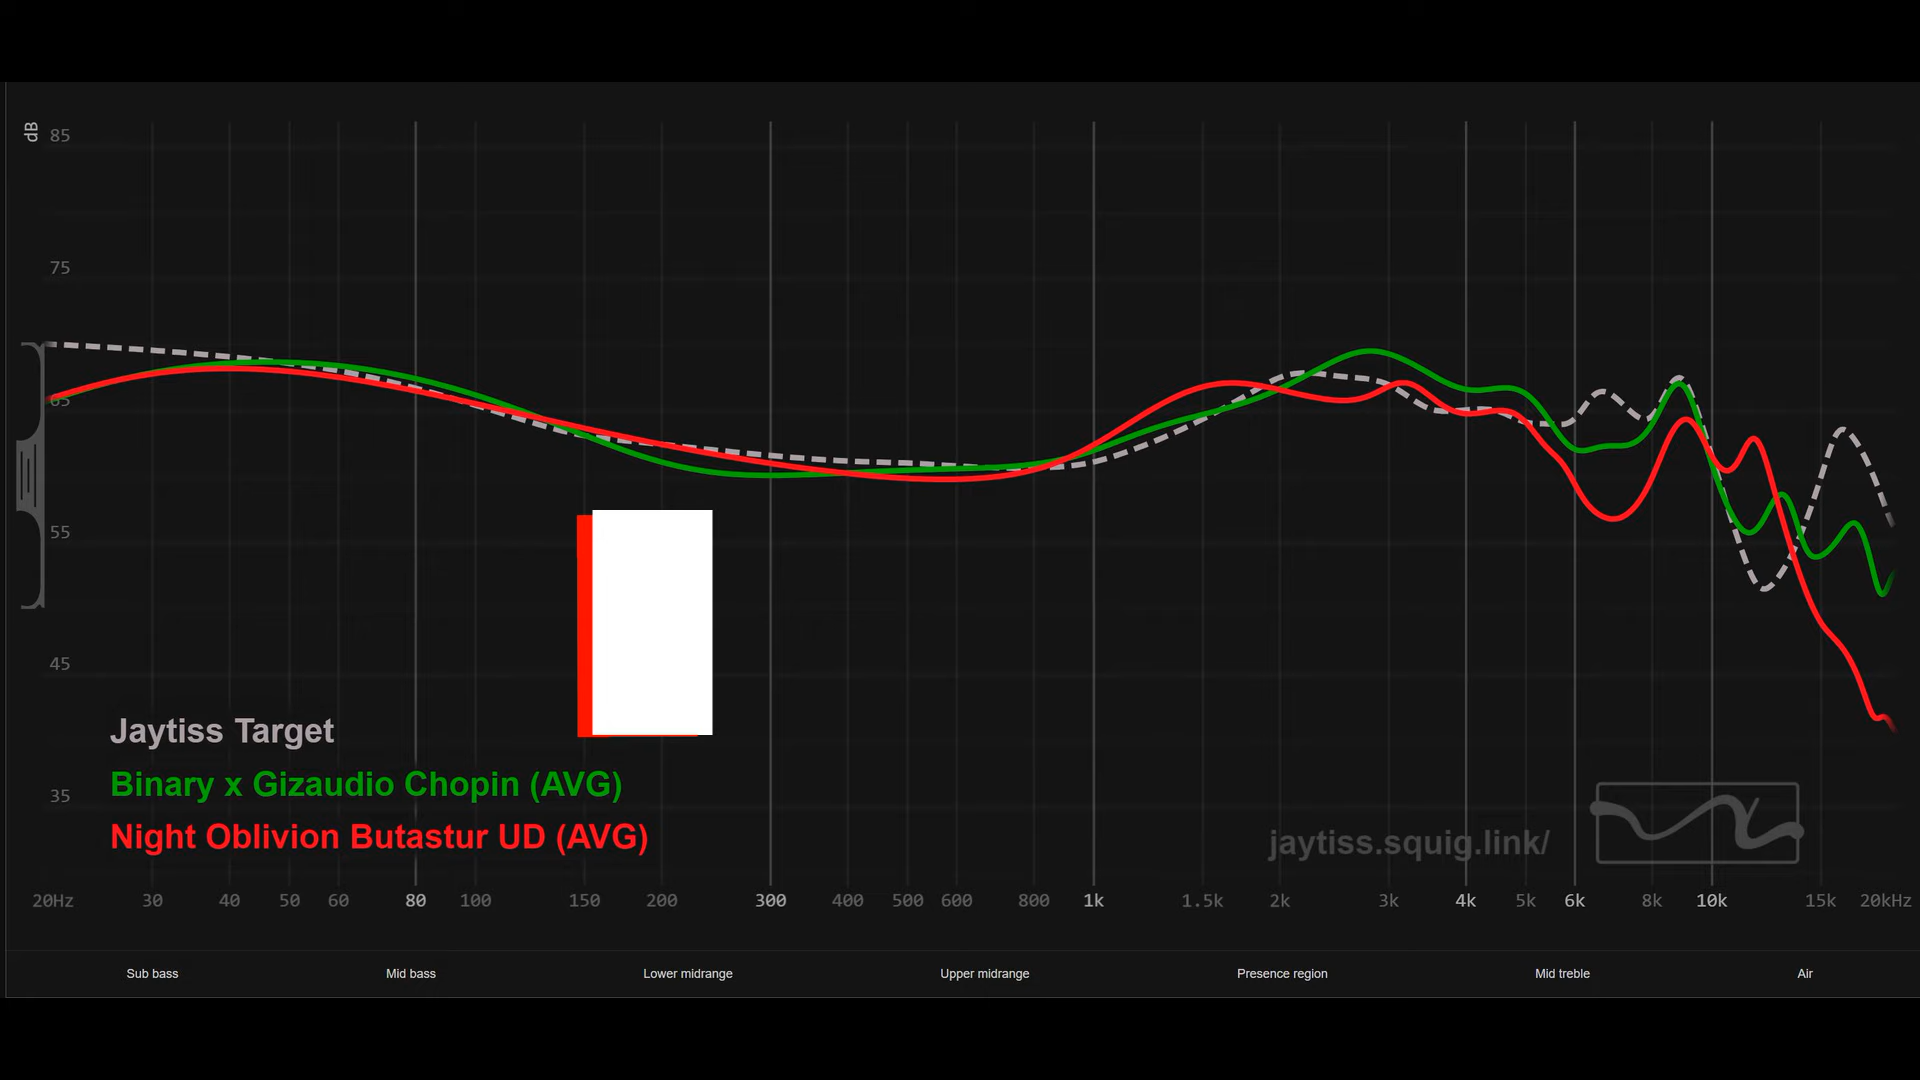 dB
85
75
65
55
45
35
Jaytiss Target
Binary x Gizaudio Chopin (AVG)
Night Oblivion Butastur UD (AVG)
jaytiss.squig.link/
20Hz 30 40 50 60 80 100 150 200 300 400 500 600 800 1k 1.5k 2k 3k 4k 5k 6k 8k 10k 15k 20kHz
Sub bass Mid bass Lower midrange Upper midrange Presence region Mid treble Air